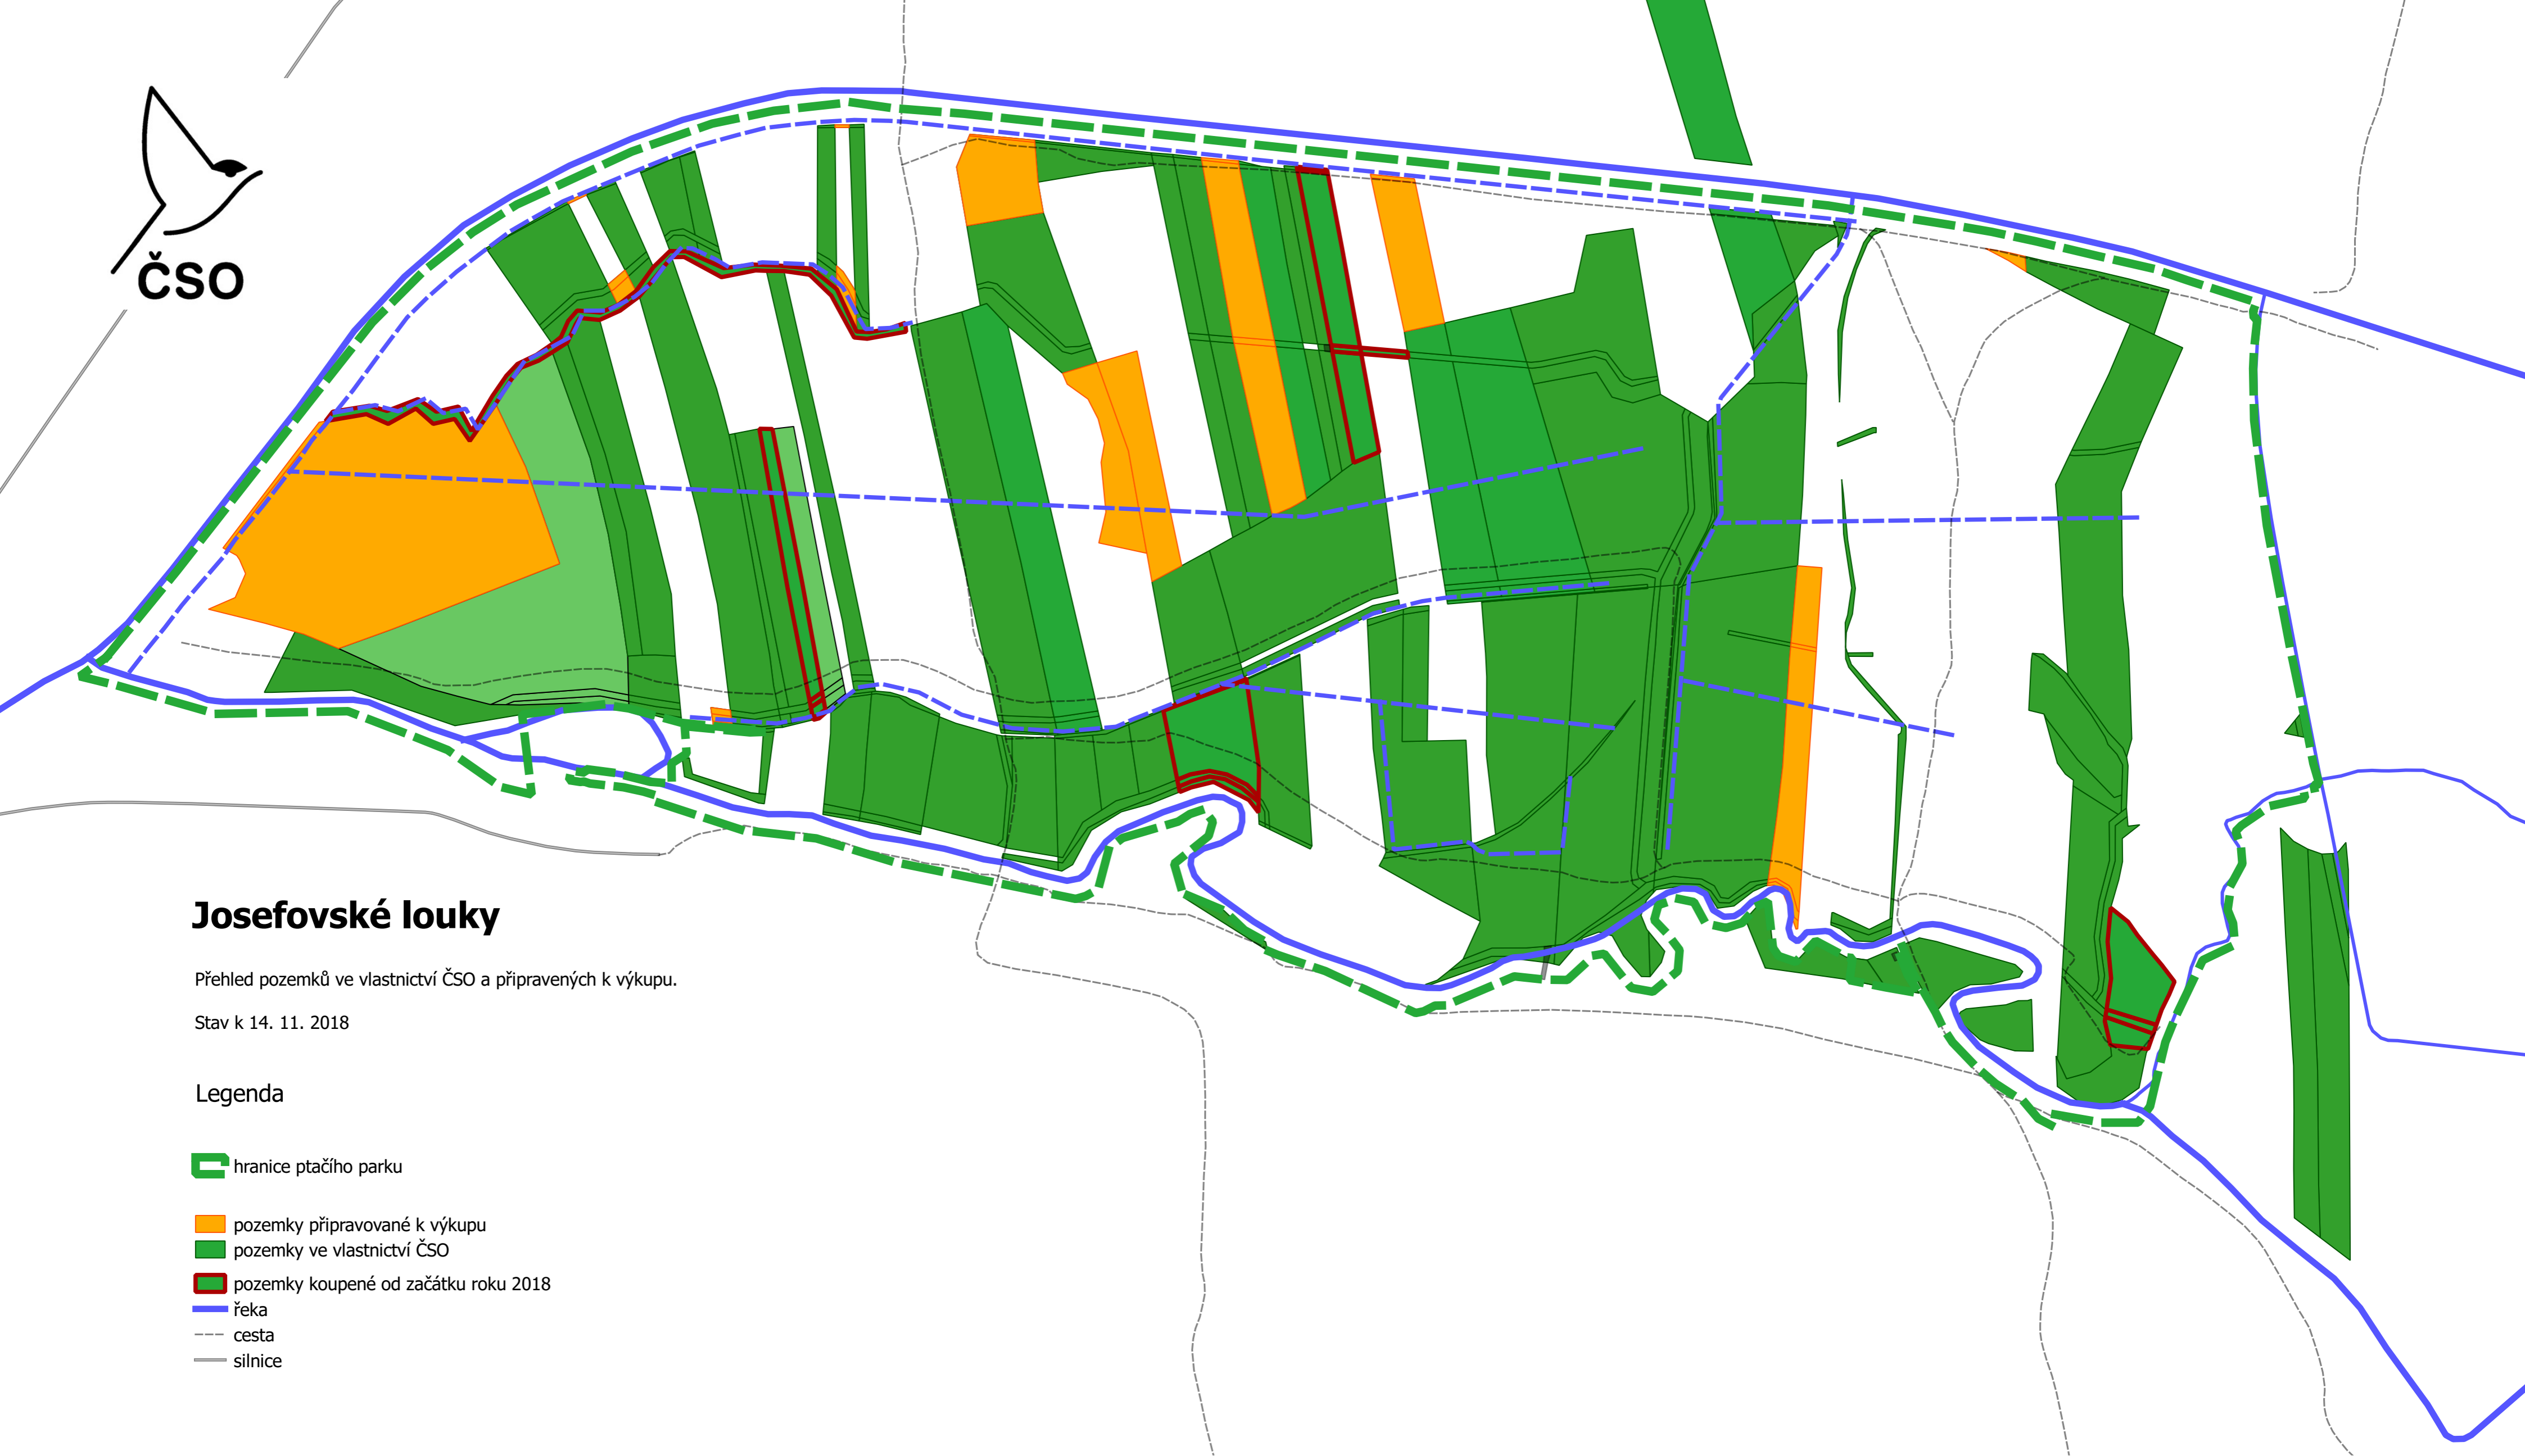 ČSO
Josefovské louky
Přehled pozemků ve vlastnictví ČSO a připravených k výkupu.
Stav k 14. 11. 2018
Legenda
hranice ptačího parku
pozemky připravované k výkupu
pozemky ve vlastnictví ČSO
pozemky koupené od začátku roku 2018
řeka
cesta
silnice